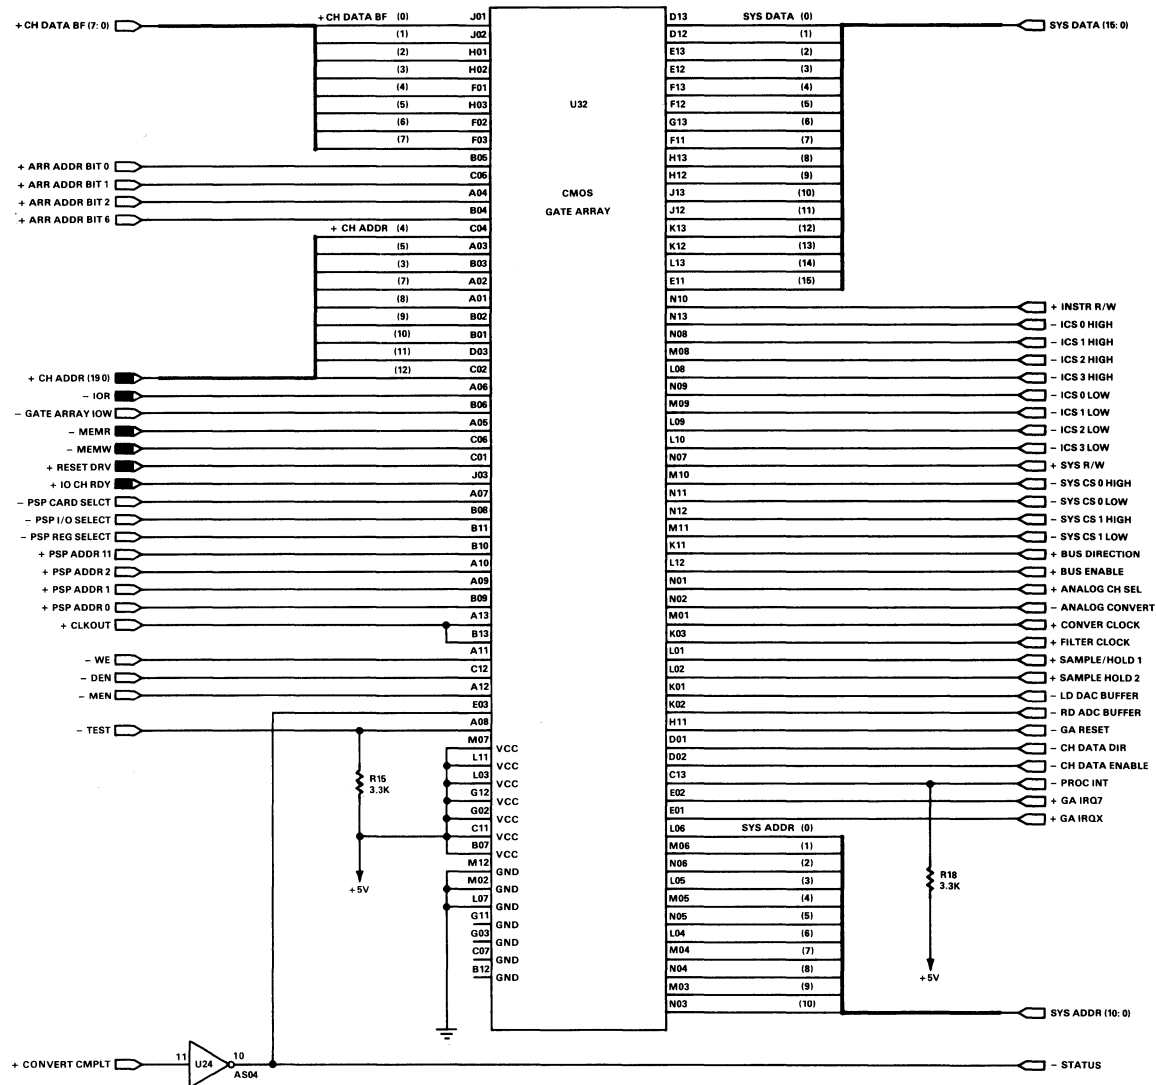 + CH DATA BF (7: 0) + CH DATA BF (0) J01 D13 SYS DATA (0) SYS DATA (15: 0)
(1) J02 D12 (1)
(2) H01 E13 (2)
(3) H02 E12 (3)
(4) F01 F13 (4)
(5) H03 U32 F12 (5)
(6) F02 G13 (6)
(7) F03 F11 (7)
+ ARR ADDR BIT 0 B05 H13 (8)
+ ARR ADDR BIT 1 C05 H12 (9)
+ ARR ADDR BIT 2 A04 CMOS J13 (10)
+ ARR ADDR BIT 6 B04 GATE ARRAY J12 (11)
+ CH ADDR (4) C04 K13 (12)
(5) A03 K12 (13)
(3) B03 L13 (14)
(7) A02 E11 (15)
(8) A01 N10 + INSTR R/W
(9) B02 N13 – ICS 0 HIGH
(10) B01 N08 – ICS 1 HIGH
(11) D03 M08 – ICS 2 HIGH
+ CH ADDR (19 0) (12) C02 L08 – ICS 3 HIGH
– IOR A06 N09 – ICS 0 LOW
– GATE ARRAY IOW B06 M09 – ICS 1 LOW
– MEMR A05 L09 – ICS 2 LOW
– MEMW C06 L10 – ICS 3 LOW
+ RESET DRV C01 N07 + SYS R/W
+ IO CH RDY J03 M10 – SYS CS 0 HIGH
– PSP CARD SELCT A07 N11 – SYS CS 0 LOW
– PSP I/O SELECT B08 N12 – SYS CS 1 HIGH
– PSP REG SELECT B11 M11 – SYS CS 1 LOW
+ PSP ADDR 11 B10 K11 + BUS DIRECTION
+ PSP ADDR 2 A10 L12 + BUS ENABLE
+ PSP ADDR 1 A09 N01 + ANALOG CH SEL
+ PSP ADDR 0 B09 N02 – ANALOG CONVERT
+ CLKOUT A13 M01 + CONVER CLOCK
B13 K03 + FILTER CLOCK
– WE A11 L01 + SAMPLE/HOLD 1
– DEN C12 L02 + SAMPLE HOLD 2
– MEN A12 K01 – LD DAC BUFFER
E03 K02 – RD ADC BUFFER
– TEST A08 H11 – GA RESET
M07 VCC D01 – CH DATA DIR
L11 VCC D02 – CH DATA ENABLE
R15 3.3K L03 VCC C13 – PROC INT
G12 VCC E02 + GA IRQ7
G02 VCC E01 + GA IRQX
C11 VCC L06 SYS ADDR (0)
B07 VCC M06 (1)
M12 GND N06 (2)
+5V M02 GND L05 (3) R18 3.3K
L07 GND M05 (4)
G11 GND N05 (5)
G03 GND L04 (6)
C07 GND M04 (7)
B12 GND N04 (8) +5V
M03 (9)
N03 (10) SYS ADDR (10: 0)
+ CONVERT CMPLT 11 U24 10 AS04 – STATUS